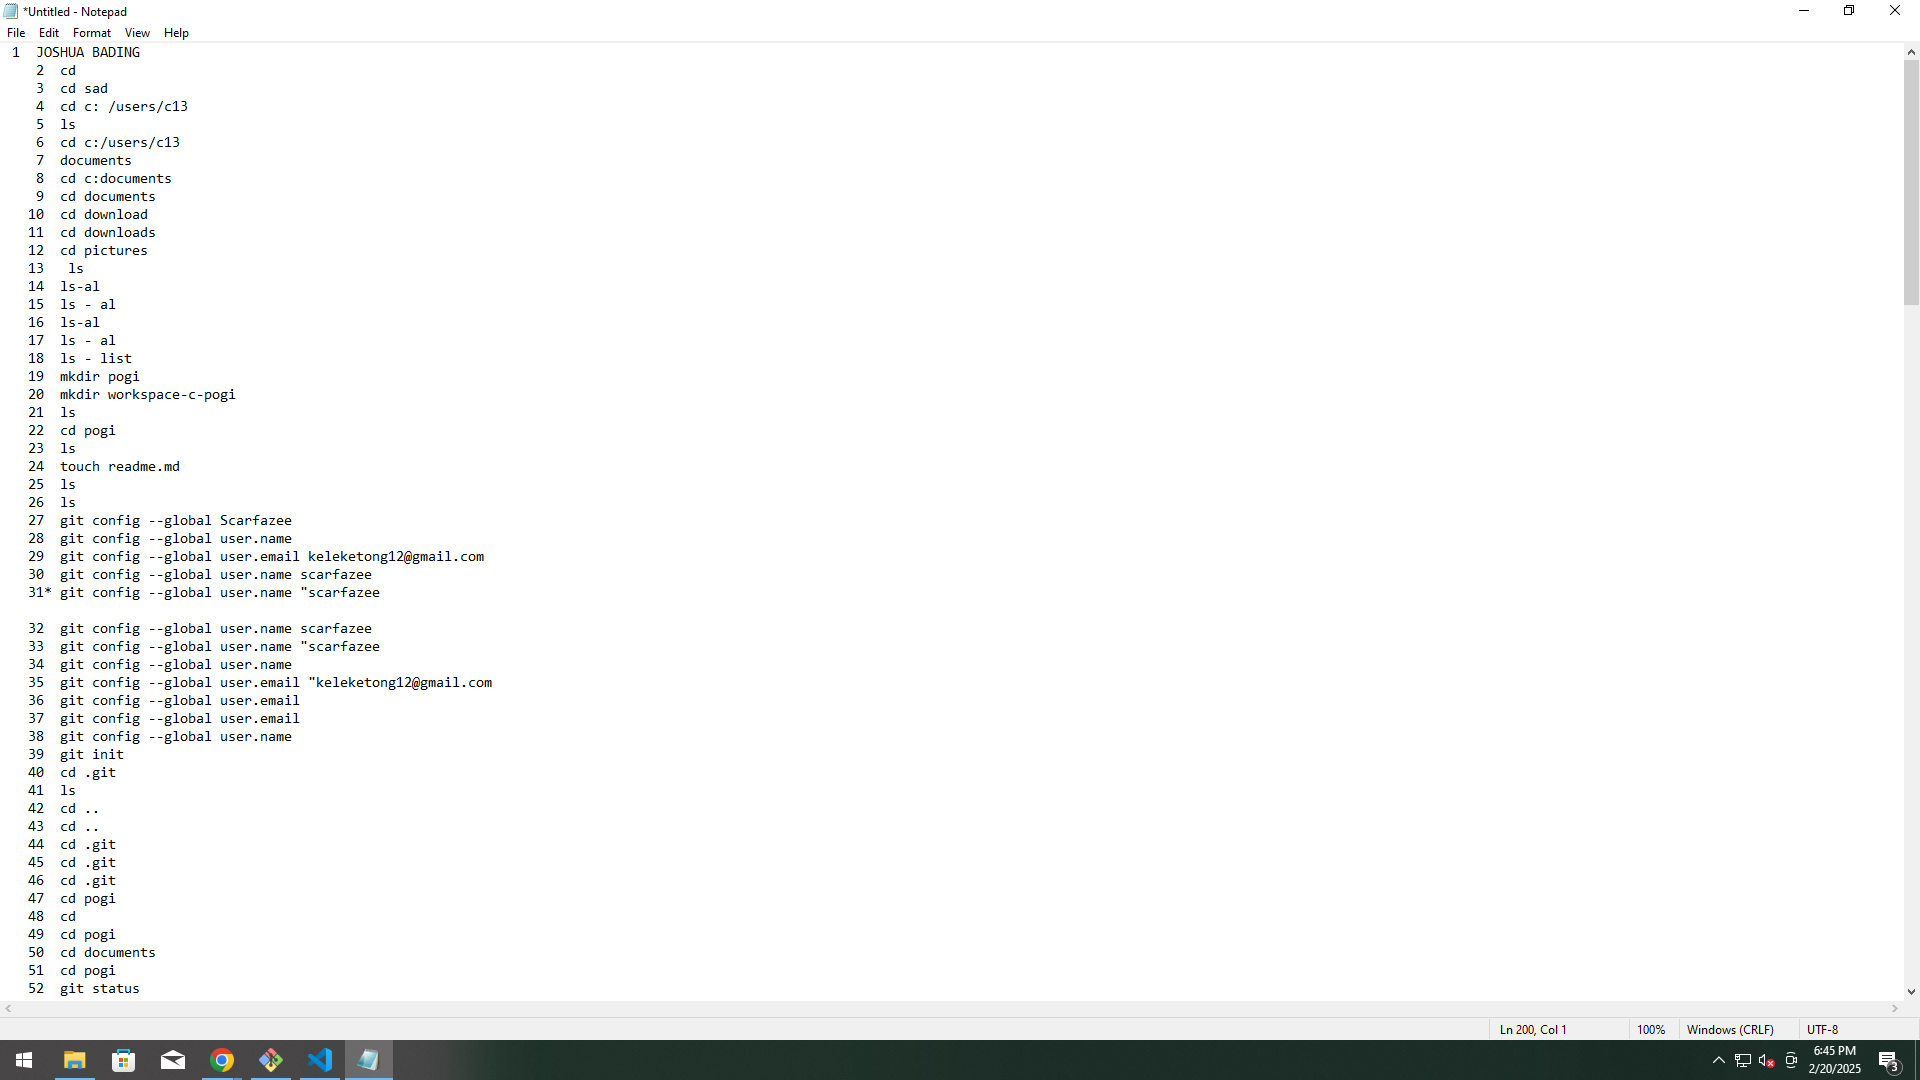 *Untitled - Notepad
File Edit Format View Help
1 JOSHUA BADING
2 cd
3 cd sad
4 cd c: /users/c13
5 ls
6 cd c:/users/c13
7 documents
8 cd c:documents
9 cd documents
10 cd download
11 cd downloads
12 cd pictures
13 ls
14 ls-al
15 ls - al
16 ls-al
17 ls - al
18 ls - list
19 mkdir pogi
20 mkdir workspace-c-pogi
21 ls
22 cd pogi
23 ls
24 touch readme.md
25 ls
26 ls
27 git config --global Scarfazee
28 git config --global user.name
29 git config --global user.email keleketong12@gmail.com
30 git config --global user.name scarfazee
31* git config --global user.name "scarfazee
32 git config --global user.name scarfazee
33 git config --global user.name "scarfazee
34 git config --global user.name
35 git config --global user.email "keleketong12@gmail.com
36 git config --global user.email
37 git config --global user.email
38 git config --global user.name
39 git init
40 cd .git
41 ls
42 cd ..
43 cd ..
44 cd .git
45 cd .git
46 cd .git
47 cd pogi
48 cd
49 cd pogi
50 cd documents
51 cd pogi
52 git status
Ln 200, Col 1 100% Windows (CRLF) UTF-8
6:45 PM
2/20/2025
3